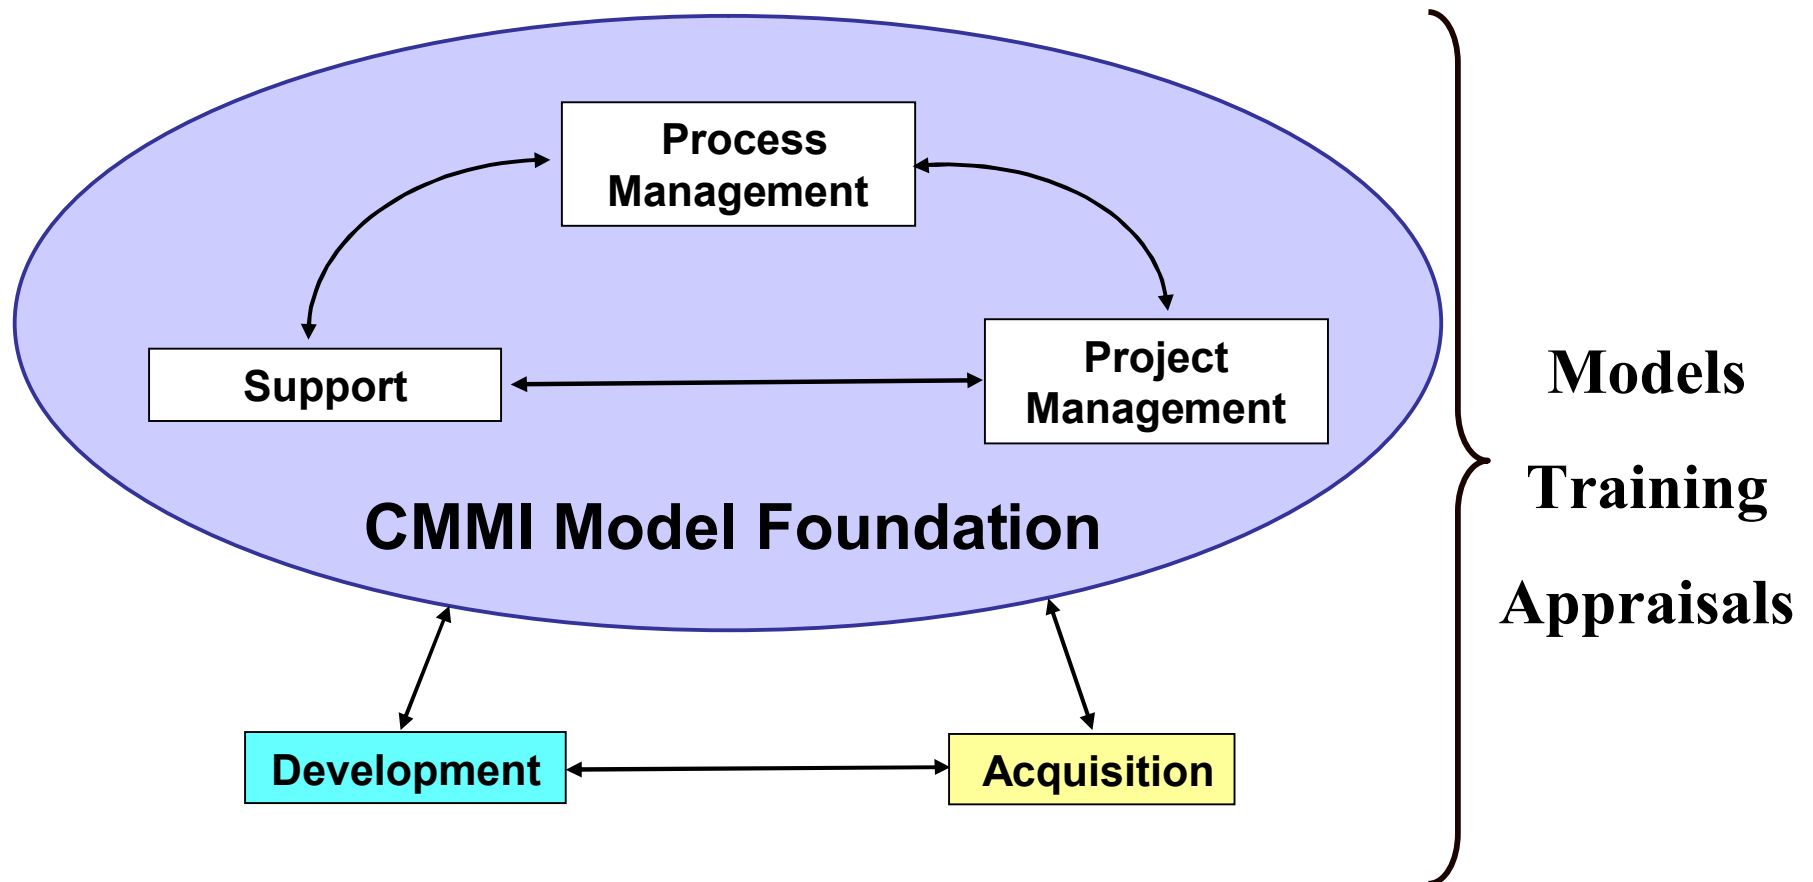 Process
Management
Support
Project
Management
CMMI Model Foundation
Development
Acquisition
Models
Training
Appraisals